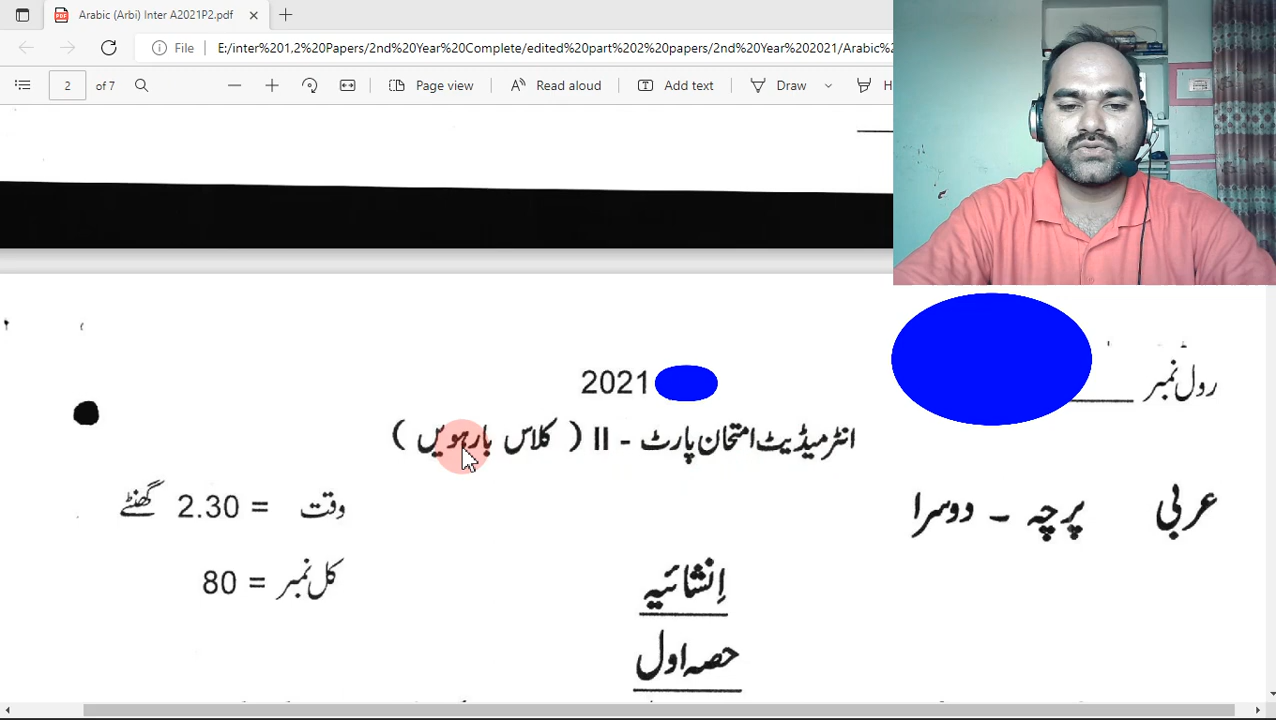 Arabic (Arbi) Inter A2021P2.pdf
File E:/inter%201,2%20Papers/2nd% %20Complete/edited%20part%202%20papers/2nd%20year%202021/Arabic%
2 of 7 Page view Read aloud Add text Draw H
رول نمبر
2021
انٹرمیڈیٹ امتحان پارٹ - II ( کلاس بارہویں )
عربی پرچہ ـ دوسرا
وقت = 2.30 گھنٹے
کل نمبر = 80
اِنشائیہ
حصہ اول